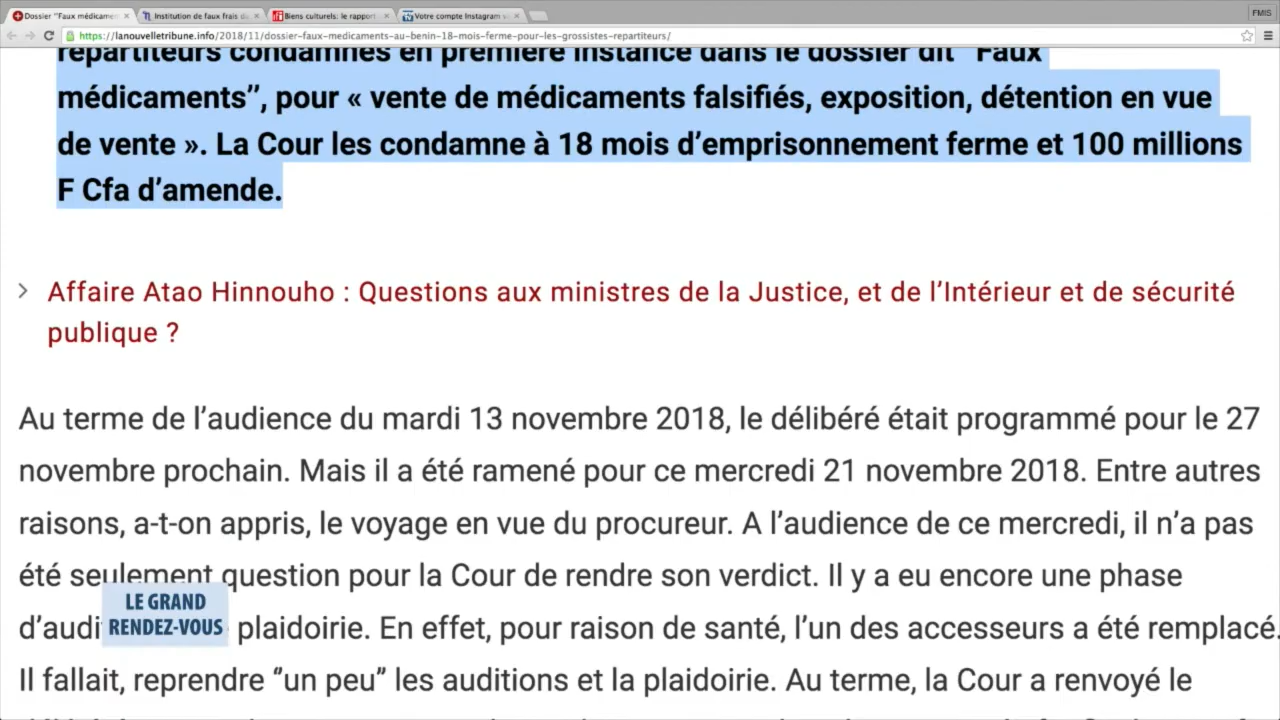 Dossier "Faux médicamen
Institution de faux frais d
Biens culturels: le rapport
Votre compte Instagram
FMIS
https://lanouvelletribune.info/2018/11/dossier-faux-medicaments-au-benin-18-mois-ferme-pour-les-grossistes-repartiteurs/
répartiteurs condamnés en première instance dans le dossier dit ‘’Faux
médicaments’’, pour « vente de médicaments falsifiés, exposition, détention en vue
de vente ». La Cour les condamne à 18 mois d’emprisonnement ferme et 100 millions
F Cfa d’amende.
Affaire Atao Hinnouho : Questions aux ministres de la Justice, et de l’Intérieur et de sécurité
publique ?
Au terme de l’audience du mardi 13 novembre 2018, le délibéré était programmé pour le 27
novembre prochain. Mais il a été ramené pour ce mercredi 21 novembre 2018. Entre autres
raisons, a-t-on appris, le voyage en vue du procureur. A l’audience de ce mercredi, il n’a pas
été seulement question pour la Cour de rendre son verdict. Il y a eu encore une phase
d’audi plaidoirie. En effet, pour raison de santé, l’un des accesseurs a été remplacé.
LE GRAND
RENDEZ-VOUS
Il fallait, reprendre ‘’un peu’’ les auditions et la plaidoirie. Au terme, la Cour a renvoyé le